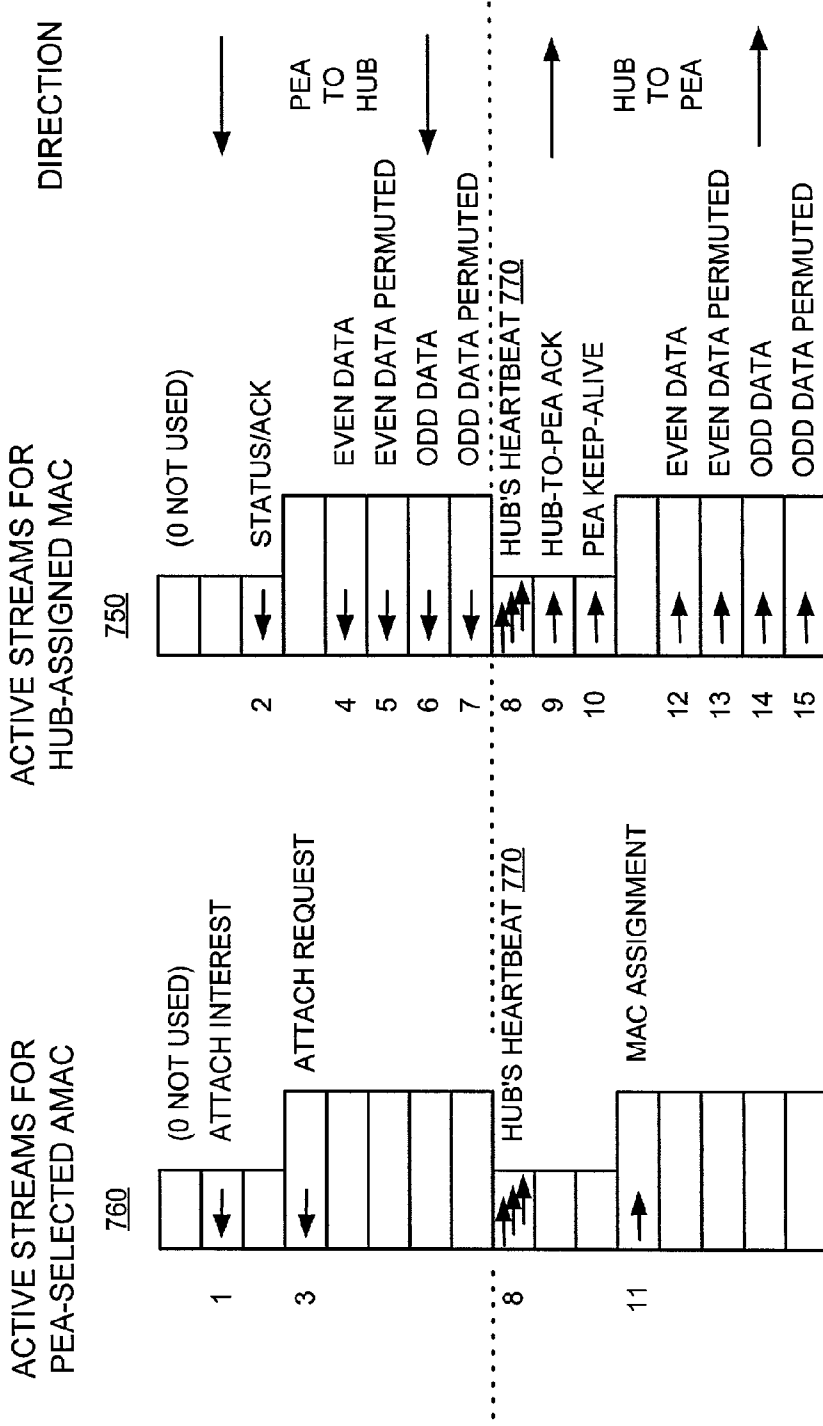 ACTIVE STREAMS FOR
PEA-SELECTED AMAC
760
(0 NOT USED)
1 ATTACH INTEREST
3 ATTACH REQUEST
8 HUB'S HEARTBEAT 770
11 MAC ASSIGNMENT
ACTIVE STREAMS FOR
HUB-ASSIGNED MAC
750
(0 NOT USED)
2 STATUS/ACK
4 EVEN DATA
5 EVEN DATA PERMUTED
6 ODD DATA
7 ODD DATA PERMUTED
8 HUB'S HEARTBEAT 770
9 HUB-TO-PEA ACK
10 PEA KEEP-ALIVE
12 EVEN DATA
13 EVEN DATA PERMUTED
14 ODD DATA
15 ODD DATA PERMUTED
DIRECTION
PEA
TO
HUB
HUB
TO
PEA